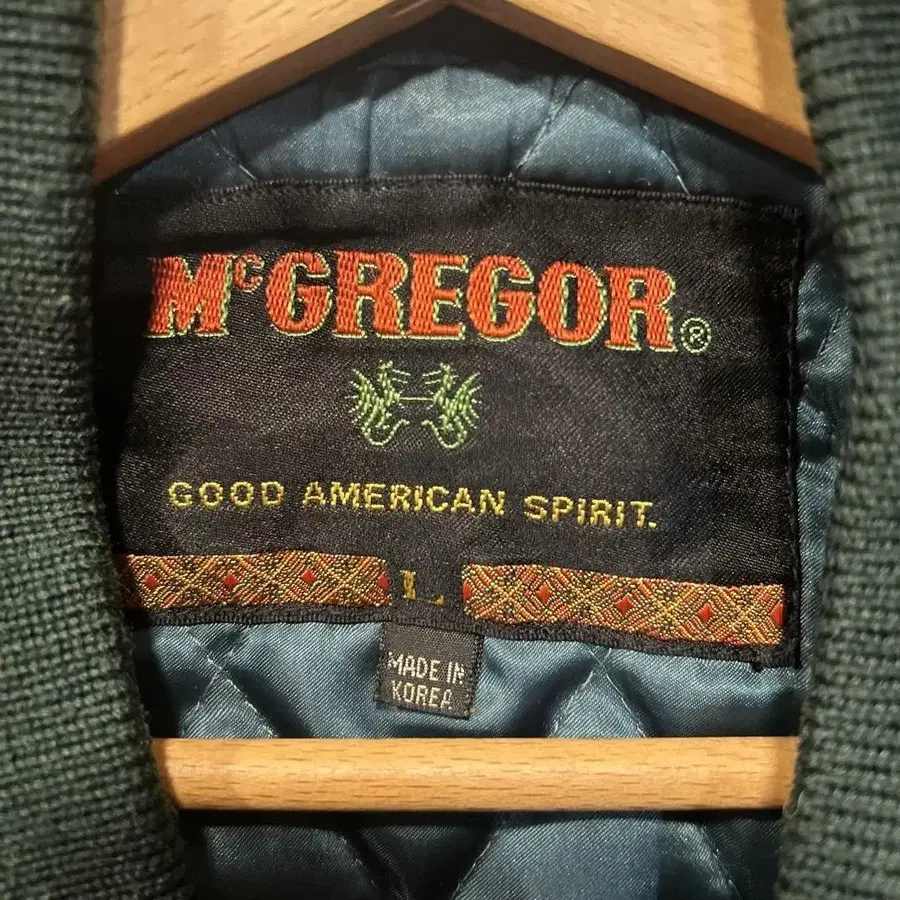 McGREGOR®
GOOD AMERICAN SPIRIT.
L
MADE IN
KOREA